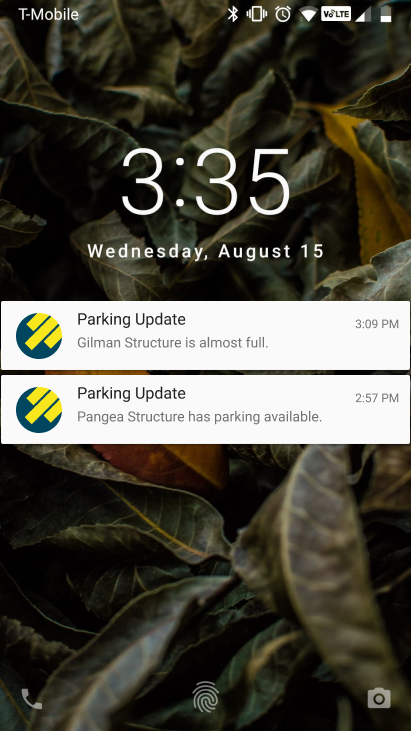 T-Mobile
VoLTE
3:35
Wednesday, August 15
Parking Update
3:09 PM
Gilman Structure is almost full.
Parking Update
2:57 PM
Pangea Structure has parking available.